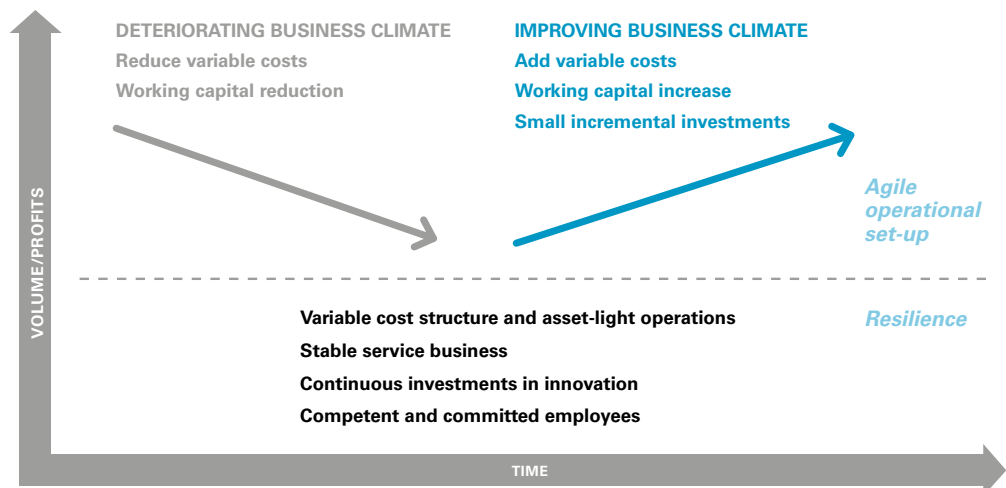 DETERIORATING BUSINESS CLIMATE
Reduce variable costs
Working capital reduction
IMPROVING BUSINESS CLIMATE
Add variable costs
Working capital increase
Small incremental investments
Agile
operational
set-up
VOLUME/PROFITS
Variable cost structure and asset-light operations
Stable service business
Continuous investments in innovation
Competent and committed employees
Resilience
TIME